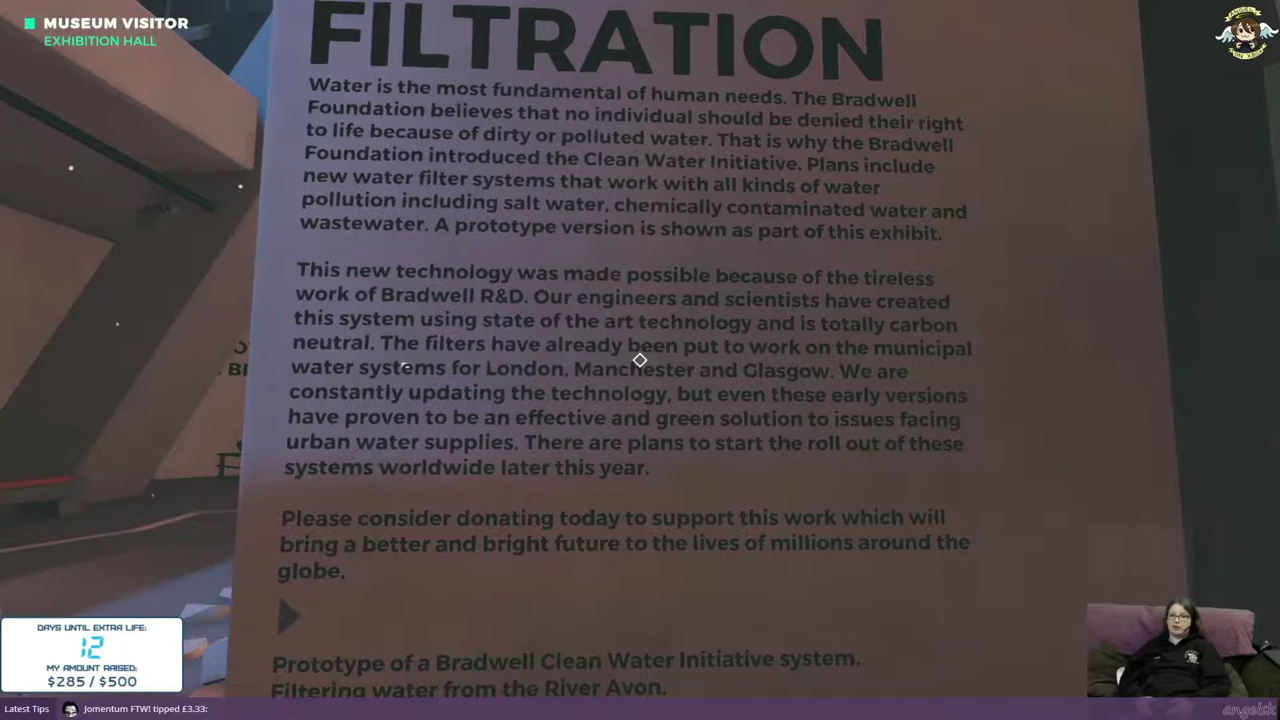 MUSEUM VISITOR
EXHIBITION HALL
FILTRATION
Water is the most fundamental of human needs. The Bradwell
Foundation believes that no individual should be denied their right
to life because of dirty or polluted water. That is why the Bradwell
Foundation introduced the Clean Water Initiative. Plans include
new water filter systems that work with all kinds of water
pollution including salt water, chemically contaminated water and
wastewater. A prototype version is shown as part of this exhibit.
This new technology was made possible because of the tireless
work of Bradwell R&D. Our engineers and scientists have created
this system using state of the art technology and is totally carbon
neutral. The filters have already been put to work on the municipal
water systems for London, Manchester and Glasgow. We are
constantly updating the technology, but even these early versions
have proven to be an effective and green solution to issues facing
urban water supplies. There are plans to start the roll out of these
systems worldwide later this year.
Please consider donating today to support this work which will
bring a better and bright future to the lives of millions around the
globe.
Prototype of a Bradwell Clean Water Initiative system.
Filtering water from the River Avon.
DAYS UNTIL EXTRA LIFE:
12
MY AMOUNT RAISED:
$285 / $500
Latest Tips
Jomentum FTW! tipped £3.33:
angelsk